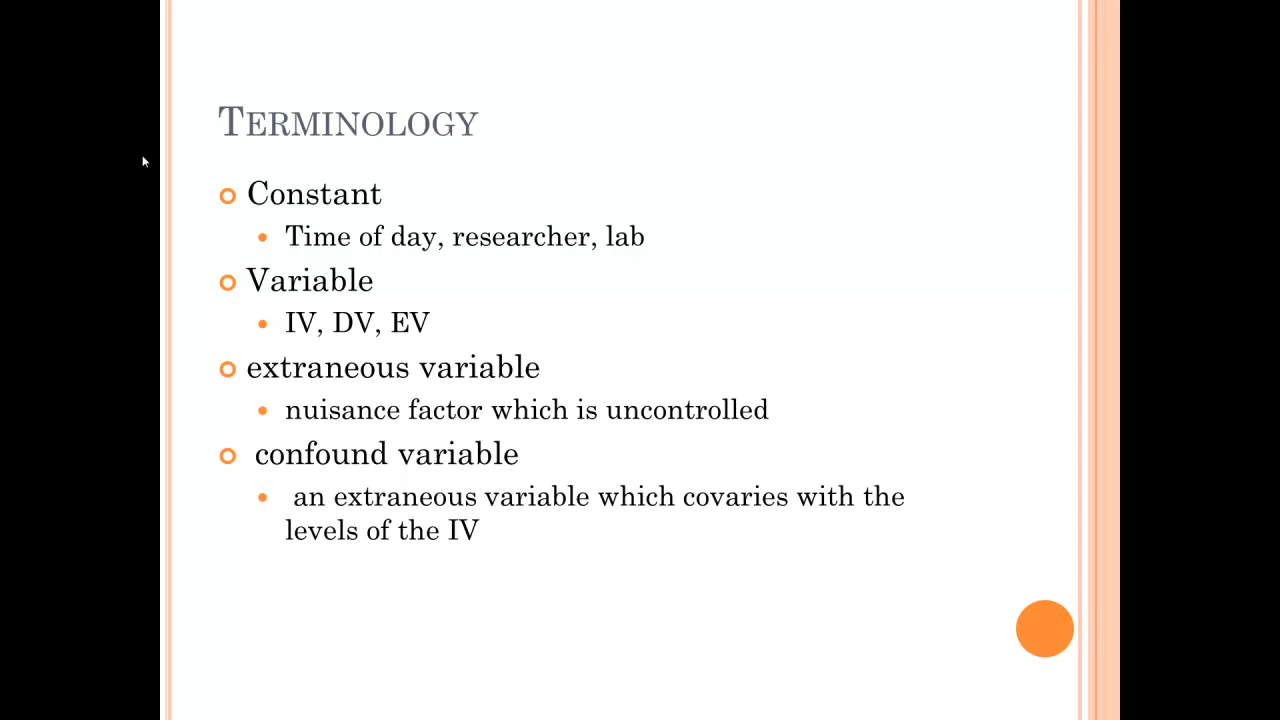 TERMINOLOGY
Constant
Time of day, researcher, lab
Variable
IV, DV, EV
extraneous variable
nuisance factor which is uncontrolled
confound variable
an extraneous variable which covaries with the
levels of the IV